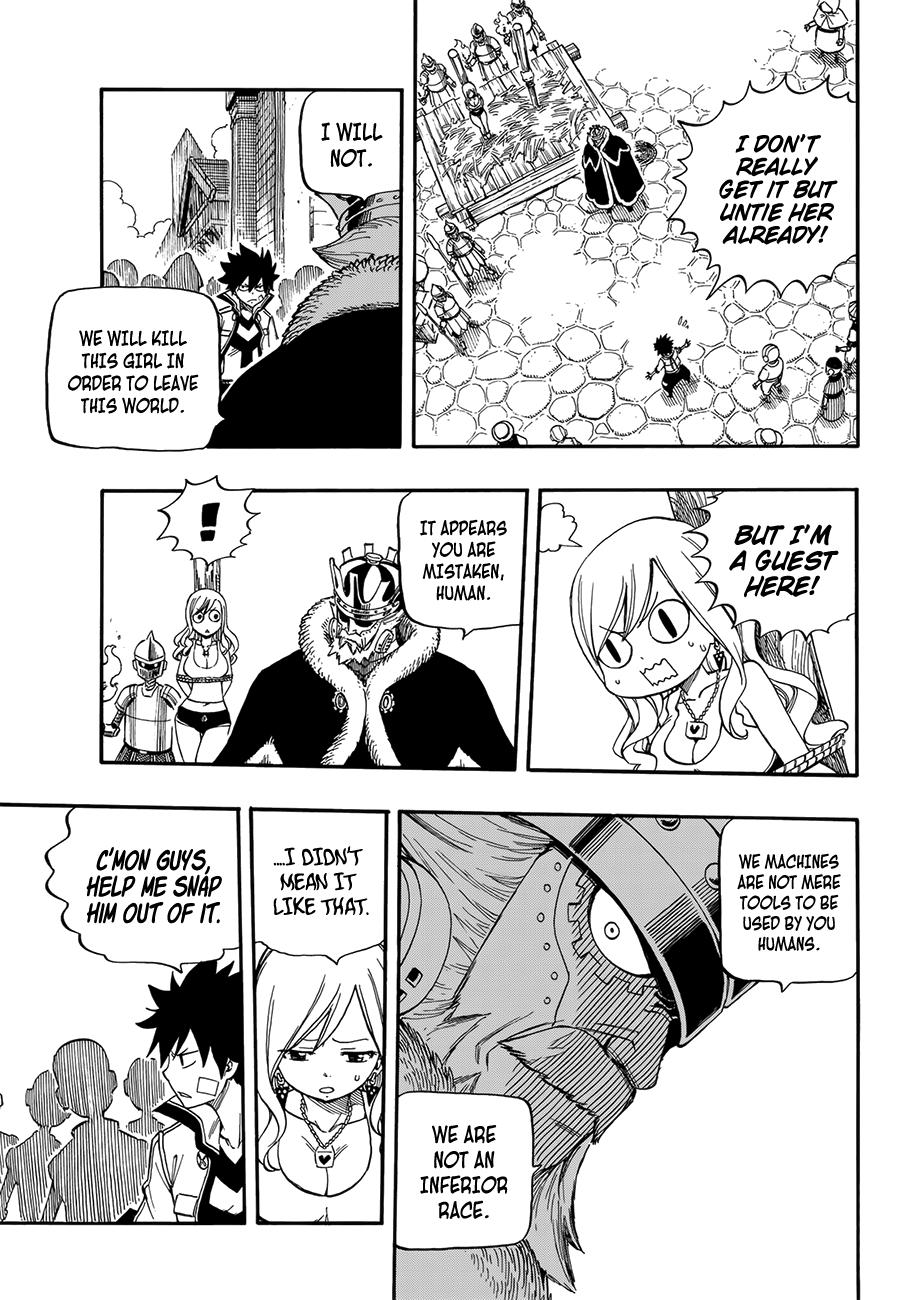 I DON'T
REALLY
GET IT BUT
UNTIE HER
ALREADY!
I WILL
NOT.
WE WILL KILL
THIS GIRL IN
ORDER TO LEAVE
THIS WORLD.
BUT I'M
A GUEST
HERE!
IT APPEARS
YOU ARE
MISTAKEN,
HUMAN.
!
WE MACHINES
ARE NOT MERE
TOOLS TO BE
USED BY YOU
HUMANS.
WE ARE
NOT AN
INFERIOR
RACE.
....I DIDN'T
MEAN IT
LIKE THAT.
C'MON GUYS,
HELP ME SNAP
HIM OUT OF IT.